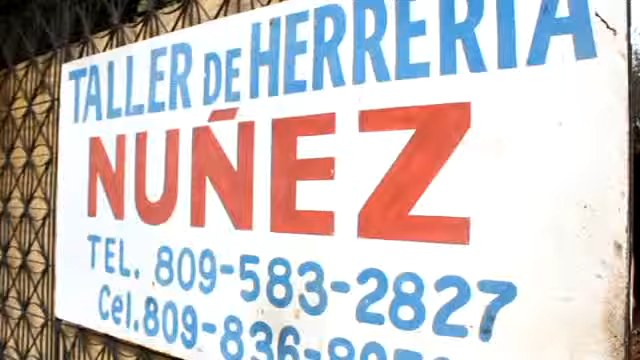 TALLER DE HERRERIA
NUÑEZ
TEL. 809-583-2827
Cel. 809-836-